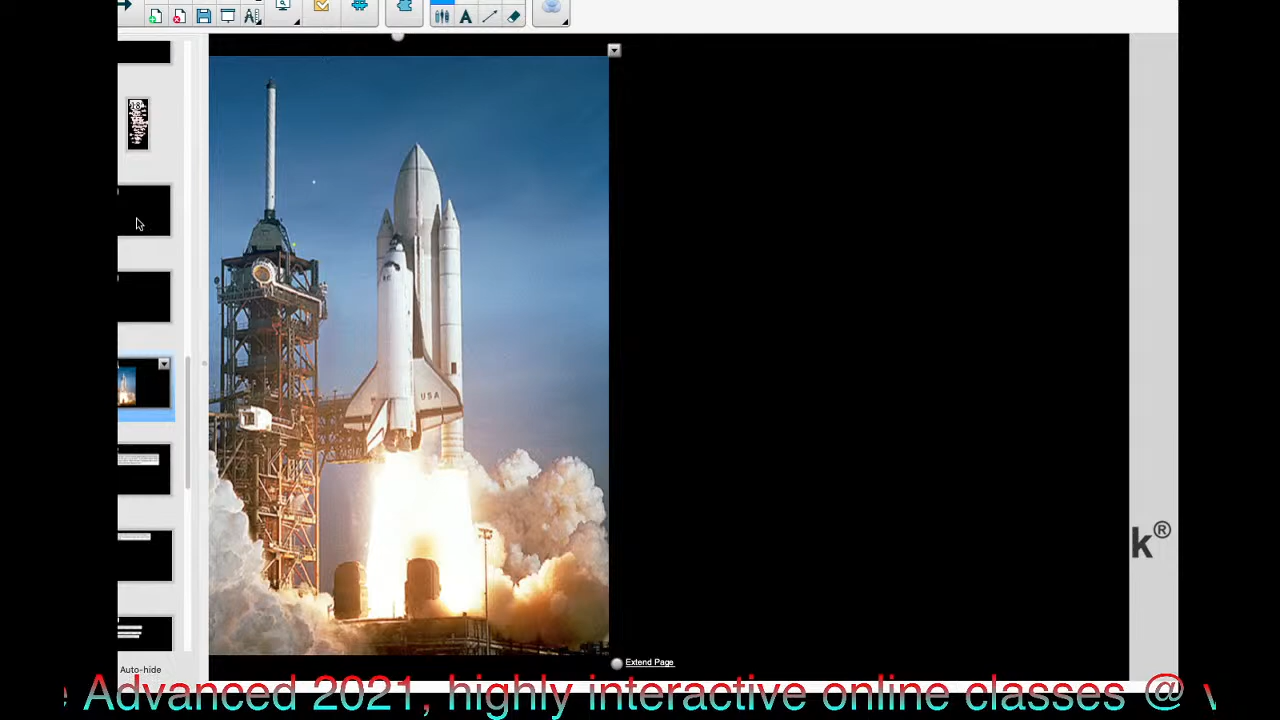 USA
k®
Extend Page
Auto-hide
Advanced 2021, highly interactive online classes @